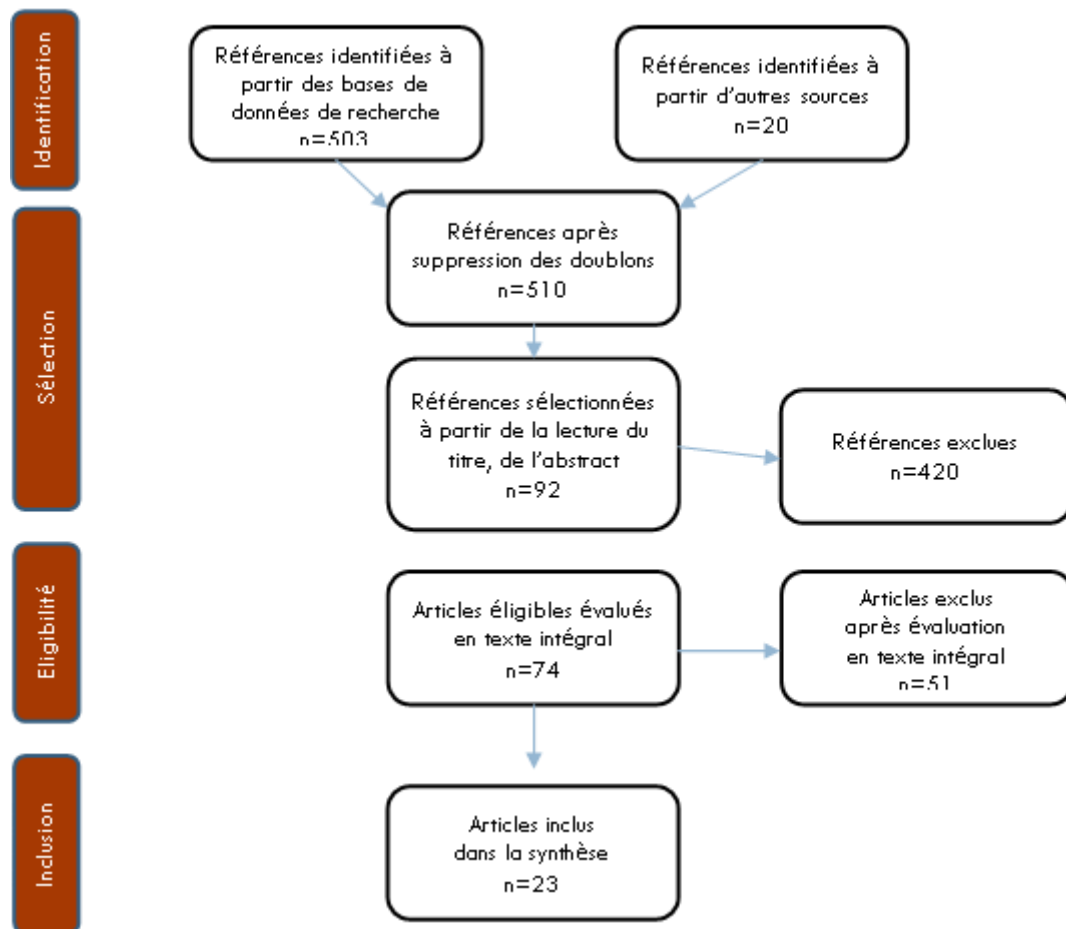 Identification
Références identifiées à
partir des bases de
données de recherche
n=503
Références identifiées à
partir d'autres sources
n=20
Sélection
Références après
suppression des doublons
n=510
Références sélectionnées
à partir de la lecture du
titre, de l'abstract
n=92
Références exclues
n=420
Eligibilité
Articles éligibles évalués
en texte intégral
n=74
Articles exclus
après évaluation
en texte intégral
n=51
Inclusion
Articles inclus
dans la synthèse
n=23